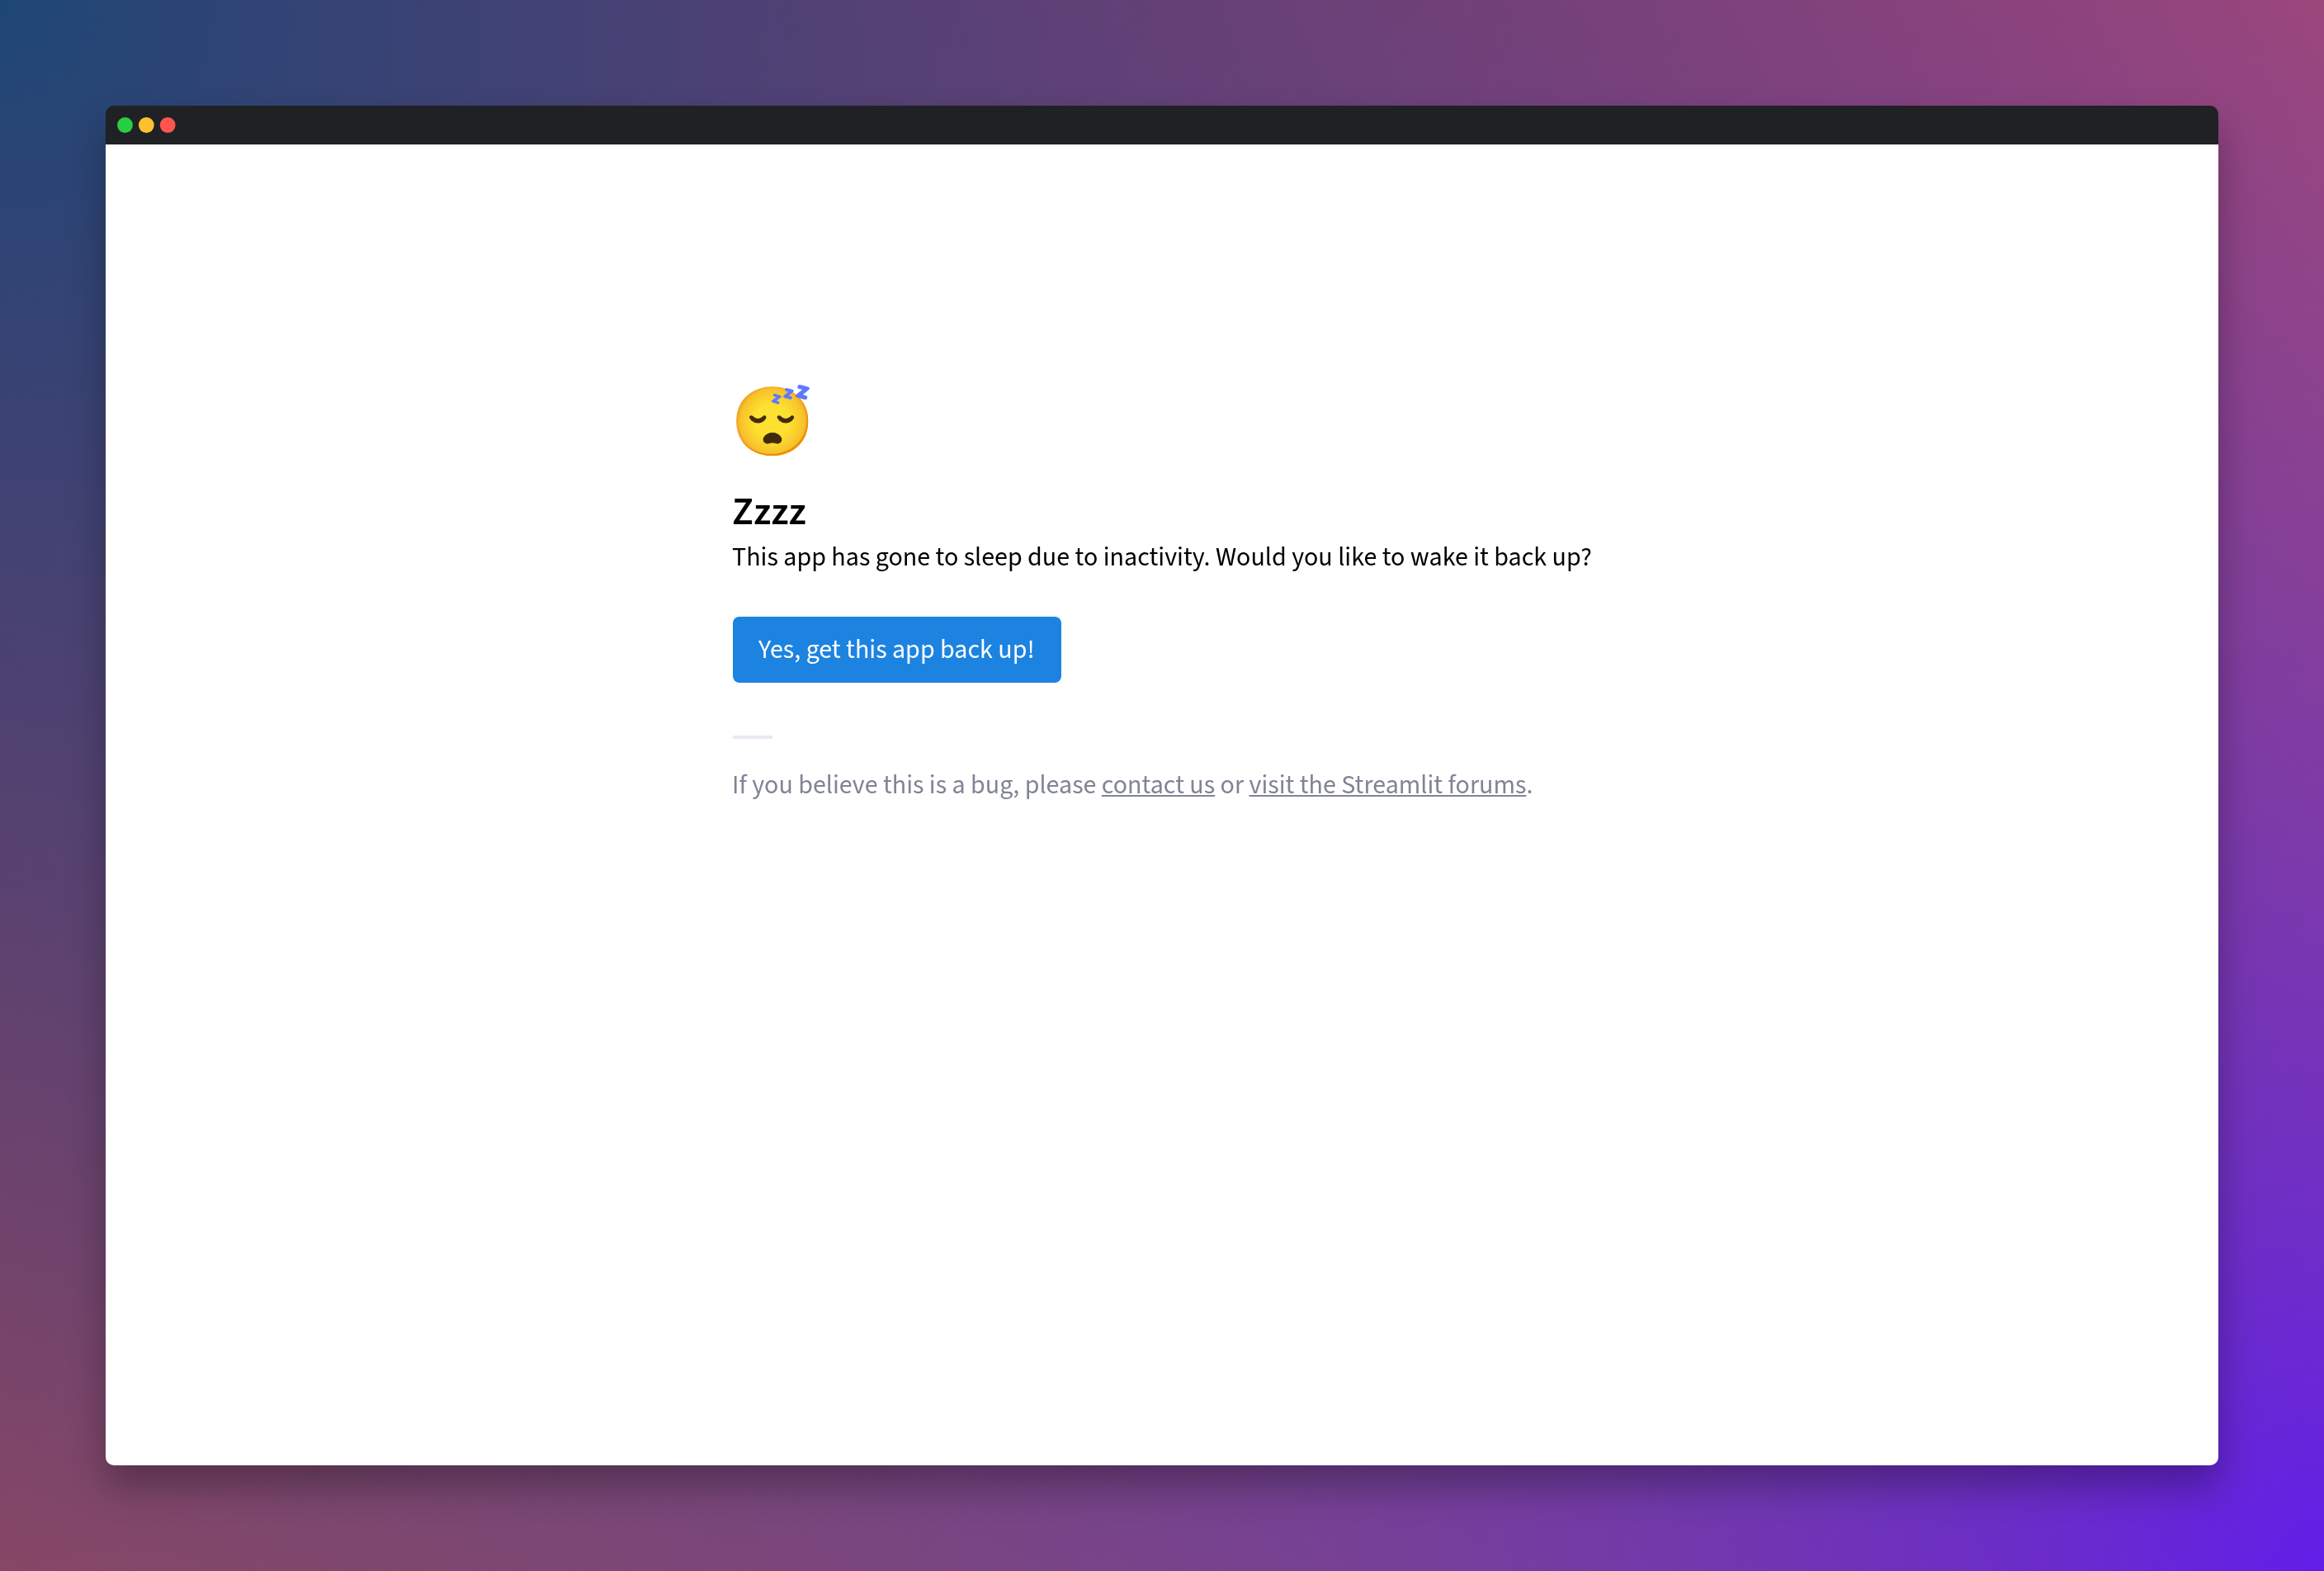 Zzzz
This app has gone to sleep due to inactivity. Would you like to wake it back up?
Yes, get this app back up!
If you believe this is a bug, please contact us or visit the Streamlit forums.